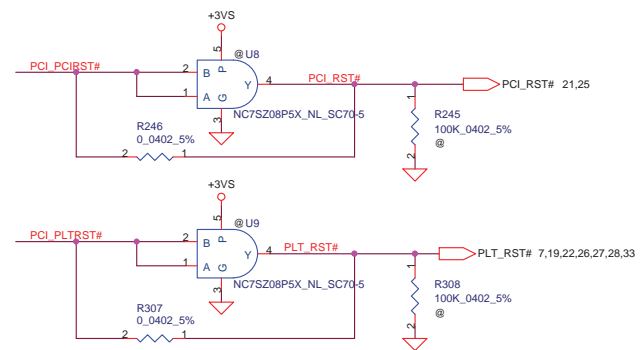 +3VS
5
@ U8
PCI_PCIRST#
2
B
P
Y
4
PCI_RST#
PCI_RST# 21,25
1
A
G
3
NC7SZ08P5X_NL_SC70-5
1
R245
100K_0402_5%
@
2
R246
0_0402_5%
2
1
+3VS
5
@ U9
PCI_PLTRST#
2
B
P
Y
4
PLT_RST#
PLT_RST# 7,19,22,26,27,28,33
1
A
G
3
NC7SZ08P5X_NL_SC70-5
1
R308
100K_0402_5%
@
2
R307
0_0402_5%
2
1